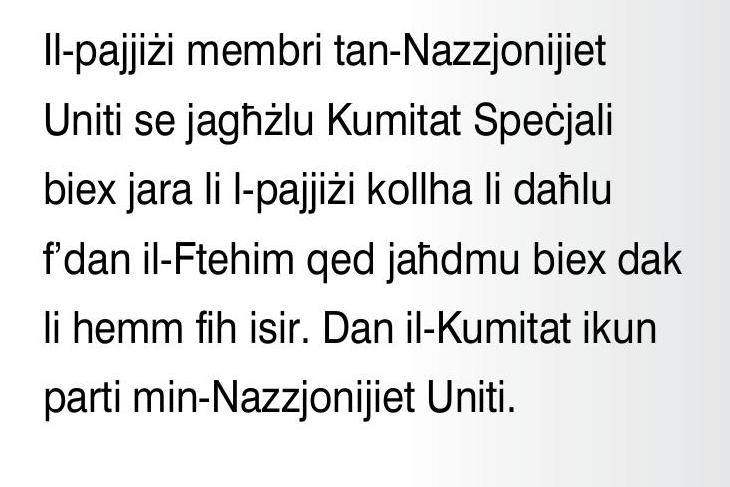 Il-pajjiżi membri tan-Nazzjonijiet
Uniti se jagħżlu Kumitat Speċjali
biex jara li l-pajjiżi kollha li daħlu
f’dan il-Ftehim qed jaħdmu biex dak
li hemm fih isir. Dan il-Kumitat ikun
parti min-Nazzjonijiet Uniti.